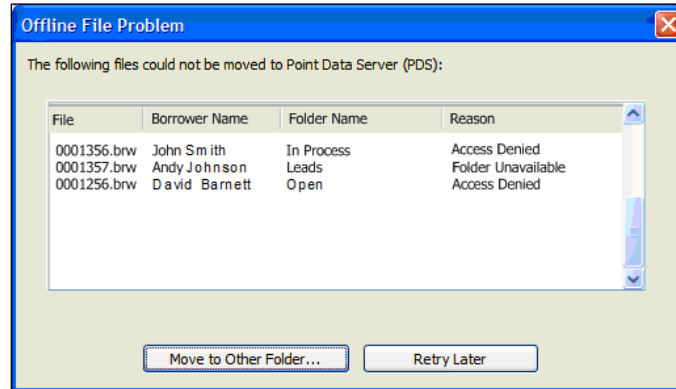 Offline File Problem
The following files could not be moved to Point Data Server (PDS):
File Borrower Name Folder Name Reason
0001356.brw John Smith In Process Access Denied
0001357.brw Andy Johnson Leads Folder Unavailable
0001256.brw David Barnett Open Access Denied
Move to Other Folder... Retry Later